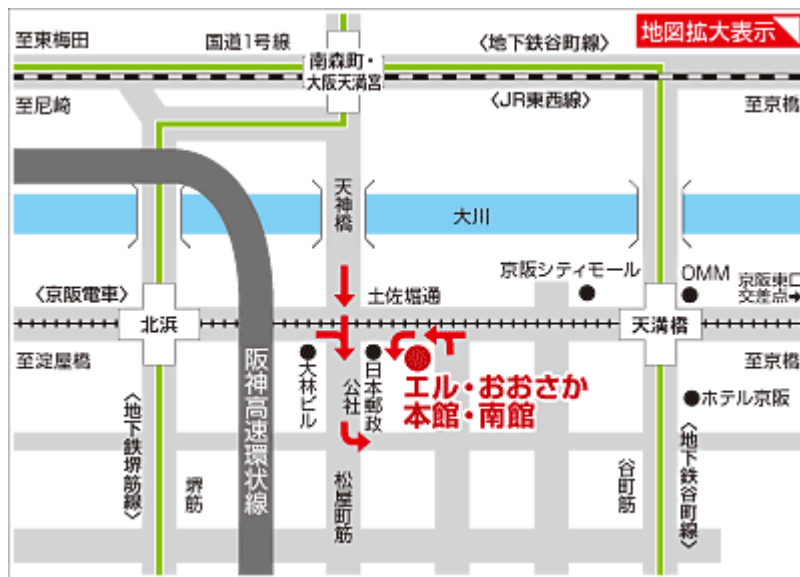 地図拡大表示
至東梅田
国道1号線
〈地下鉄谷町線〉
南森町・
大阪天満宮
至尼崎
〈JR東西線〉
至京橋
天神橋
大川
京阪シティモール
OMM
京阪東口
交差点→
〈京阪電車〉
土佐堀通
北浜
天満橋
至淀屋橋
至京橋
大林ビル
日本郵政
公社
エル・おおさか
本館・南館
ホテル京阪
阪神高速環状線
〈地下鉄堺筋線〉
堺筋
松屋町筋
谷町筋
〈地下鉄谷町線〉